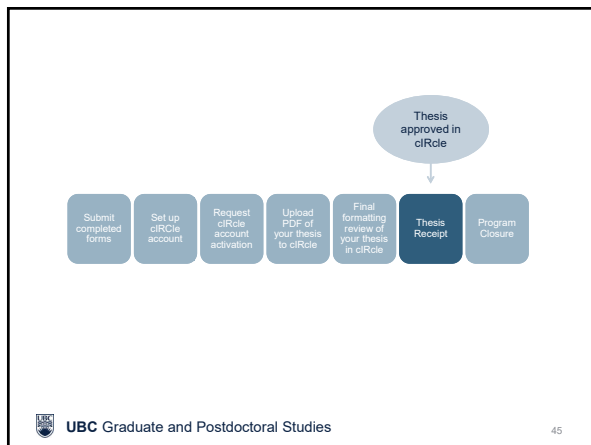 Thesis
approved in
cIRcle
Submit
completed
forms
Set up
cIRCle
account
Request
cIRcle
account
activation
Upload
PDF of
your thesis
to cIRcle
Final
formatting
review of
your thesis
in cIRcle
Thesis
Receipt
Program
Closure
UBC
UBC Graduate and Postdoctoral Studies
45